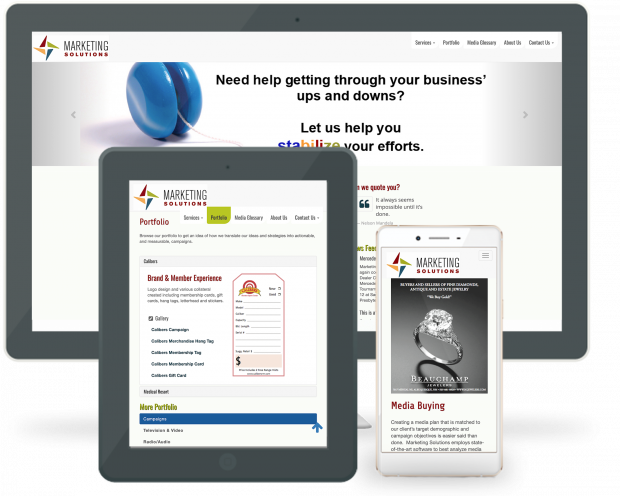 MARKETING
SOLUTIONS
Services
Portfolio
Media Glossary
About Us
Contact Us
Need help getting through your business'
ups and downs?
Let us help you
stabilize your efforts.
n we quote you?
It always seems
impossible until it's
done.
MARKETING
SOLUTIONS
Services
Portfolio
Media Glossary
About Us
Contact Us
Portfolio
Browse our portfolio to get an idea of how we translate our ideas and strategies into actionable,
and measurable, campaigns.
Calibers
Brand & Member Experience
Logo design and various collateral
created including membership cards, gift
cards, hang tags, letterhead and stickers.
Gallery
Calibers Campaign
Calibers Merchandise Hang Tag
Calibers Membership Tag
Calibers Membership Card
Calibers Gift Card
New
Used
$
Medical Resort
More Portfolio
Campaigns
Television & Video
Radio/Audio
MARKETING
SOLUTIONS
BUYERS AND SELLERS OF FINE DIAMONDS,
ANTIQUE AND ESTATE JEWELRY
"We Buy Gold!"
BEAUCHAMP
JEWELERS
Media Buying
Creating a media plan that is matched to
our client's target demographic and
campaign objectives is easier said than
done. Marketing Solutions employs state-
of-the-art software to best analyze media